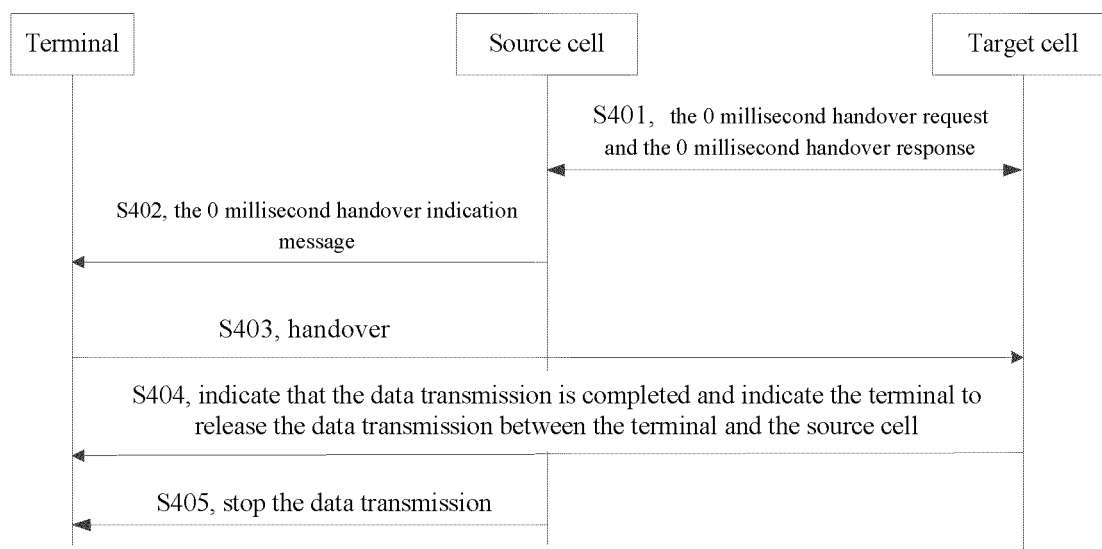 Terminal
Source cell
Target cell
S401, the 0 millisecond handover request
and the 0 millisecond handover response
S402, the 0 millisecond handover indication
message
S403, handover
S404, indicate that the data transmission is completed and indicate the terminal to
release the data transmission between the terminal and the source cell
S405, stop the data transmission